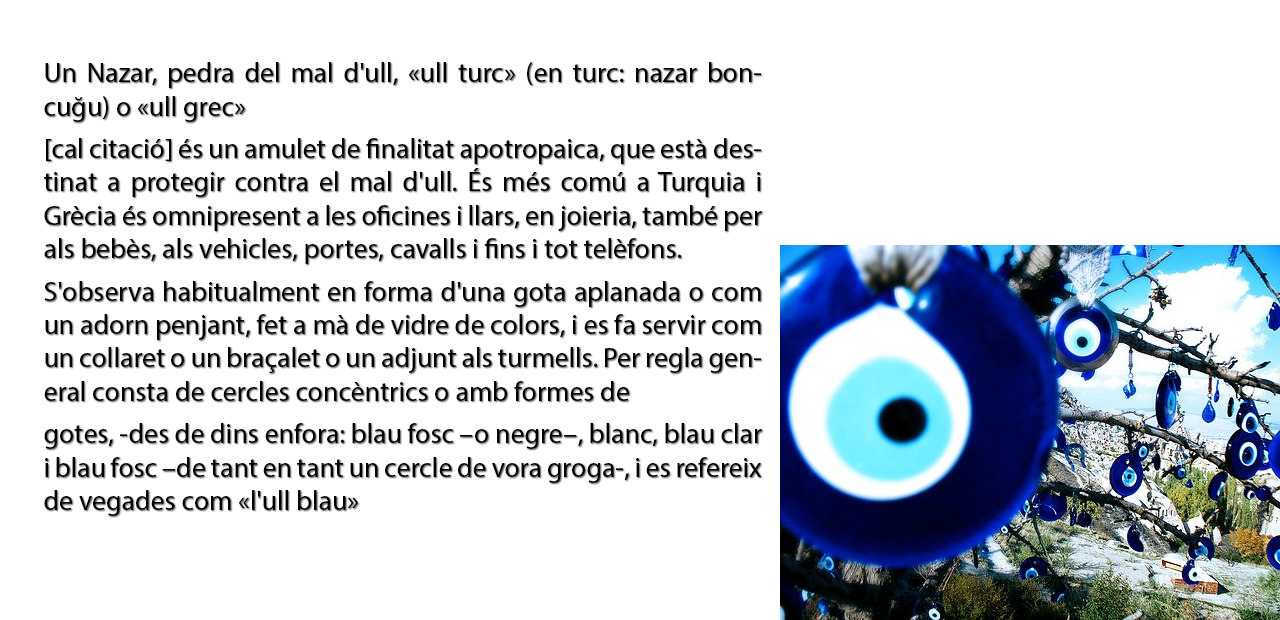 Un Nazar, pedra del mal d'ull, «ull turc» (en turc: nazar bon-
cuğu) o «ull grec»
[cal citació] és un amulet de finalitat apotropaica, que està des-
tinat a protegir contra el mal d'ull. És més comú a Turquia i
Grècia és omnipresent a les oficines i llars, en joieria, també per
als bebès, als vehicles, portes, cavalls i fins i tot telèfons.
S'observa habitualment en forma d'una gota aplanada o com
un adorn penjant, fet a mà de vidre de colors, i es fa servir com
un collaret o un braçalet o un adjunt als turmells. Per regla gen-
eral consta de cercles concèntrics o amb formes de
gotes, -des de dins enfora: blau fosc –o negre–, blanc, blau clar
i blau fosc –de tant en tant un cercle de vora groga-, i es refereix
de vegades com «l'ull blau»